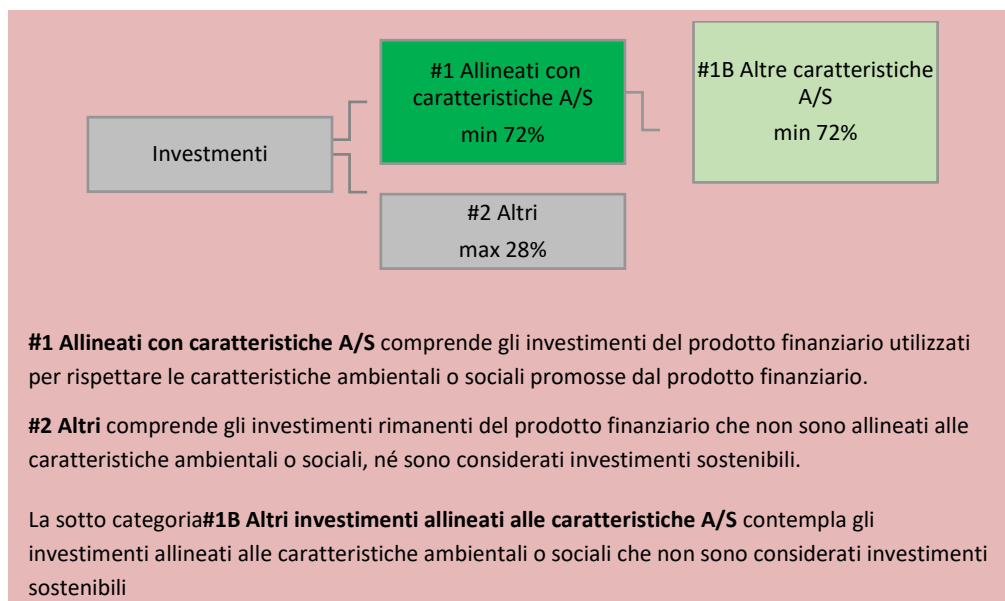 Investmenti
#1 Allineati con
caratteristiche A/S
min 72%
#1B Altre caratteristiche
A/S
min 72%
#2 Altri
max 28%
#1 Allineati con caratteristiche A/S comprende gli investimenti del prodotto finanziario utilizzati
per rispettare le caratteristiche ambientali o sociali promosse dal prodotto finanziario.
#2 Altri comprende gli investimenti rimanenti del prodotto finanziario che non sono allineati alle
caratteristiche ambientali o sociali, né sono considerati investimenti sostenibili.
La sotto categoria#1B Altri investimenti allineati alle caratteristiche A/S contempla gli
investimenti allineati alle caratteristiche ambientali o sociali che non sono considerati investimenti
sostenibili